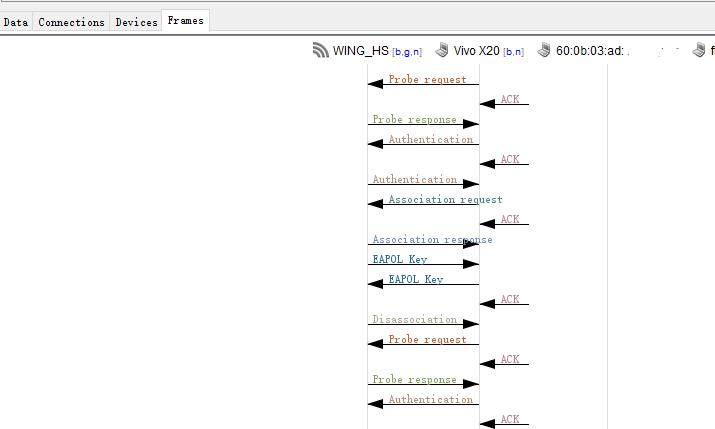 Data Connections Devices Frames
WING_HS [b,g,n] Vivo X20 [b,n] 60:0b:03:ad:
Probe request
ACK
Probe response
Authentication
ACK
Authentication
Association request
ACK
Association response
EAPOL Key
EAPOL Key
ACK
Disassociation
Probe request
ACK
Probe response
Authentication
ACK